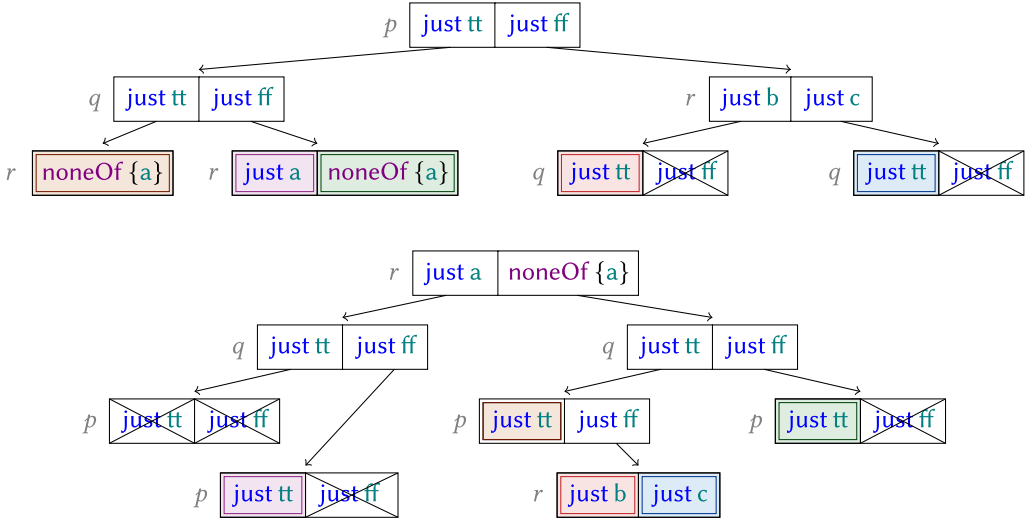 p just tt just ff
q just tt just ff r just b just c
r noneOf {a} r just a noneOf {a} q just tt just ff q just tt just ff
r just a noneOf {a}
q just tt just ff q just tt just ff
p just tt just ff p just tt just ff p just tt just ff
p just tt just ff r just b just c